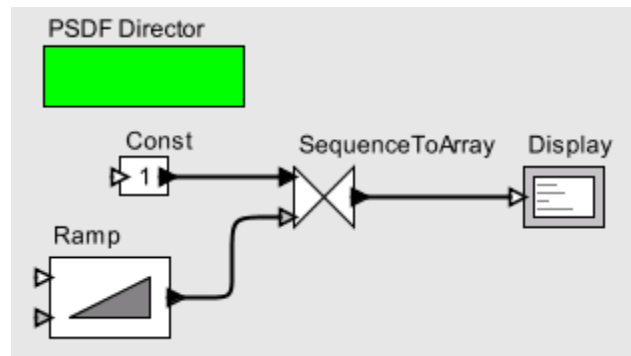 PSDF Director
Const
SequenceToArray
Display
1
Ramp